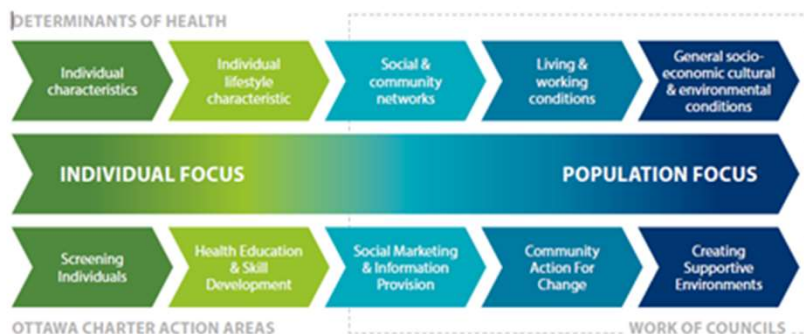 DETERMINANTS OF HEALTH
Individual
characteristics
Individual
lifestyle
characteristic
Social &
community
networks
Living &
working
conditions
General socio-
economic cultural
& environmental
conditions
INDIVIDUAL FOCUS
POPULATION FOCUS
Screening
Individuals
Health Education
& Skill
Development
Social Marketing
& Information
Provision
Community
Action For
Change
Creating
Supportive
Environments
OTTAWA CHARTER ACTION AREAS
WORK OF COUNCILS